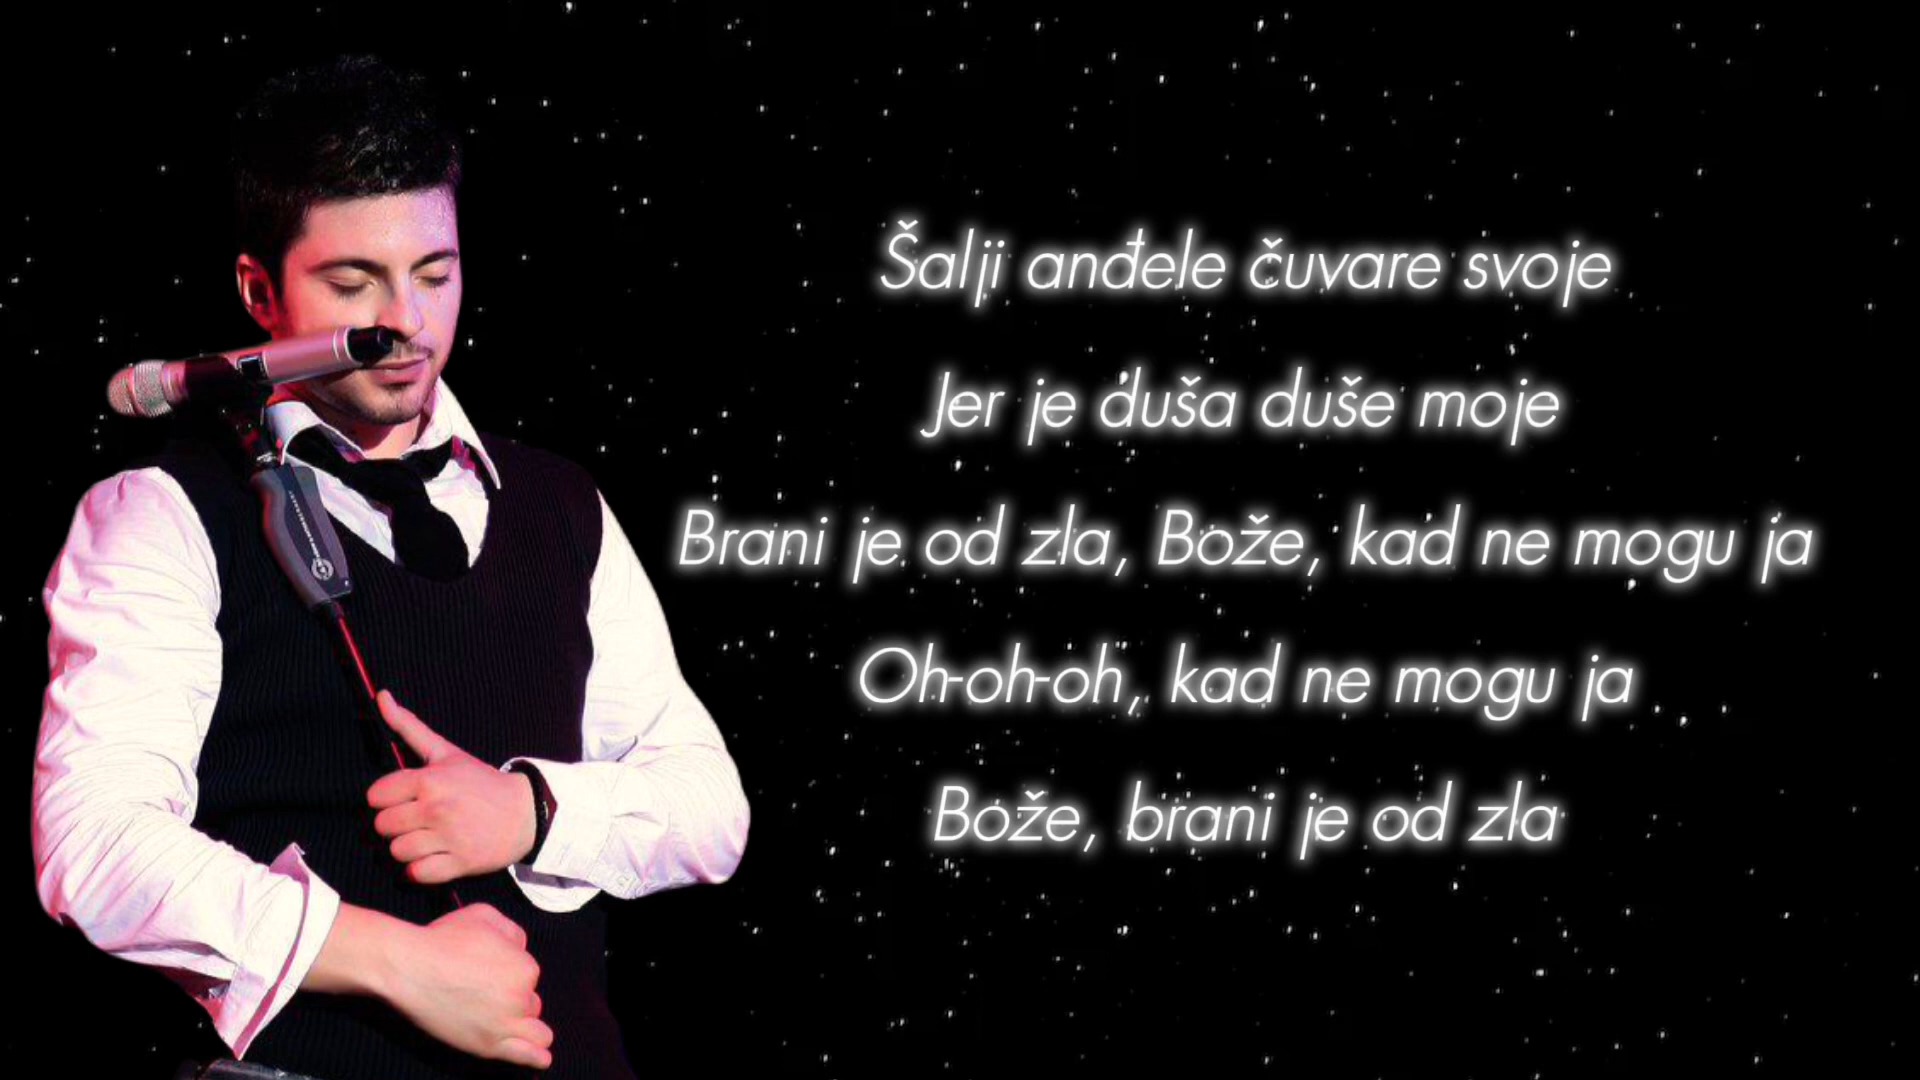 Šalji anđele čuvare svoje
Jer je duša duše moje
Brani je od zla, Bože, kad ne mogu ja
Oh-oh-oh, kad ne mogu ja
Bože, brani je od zla